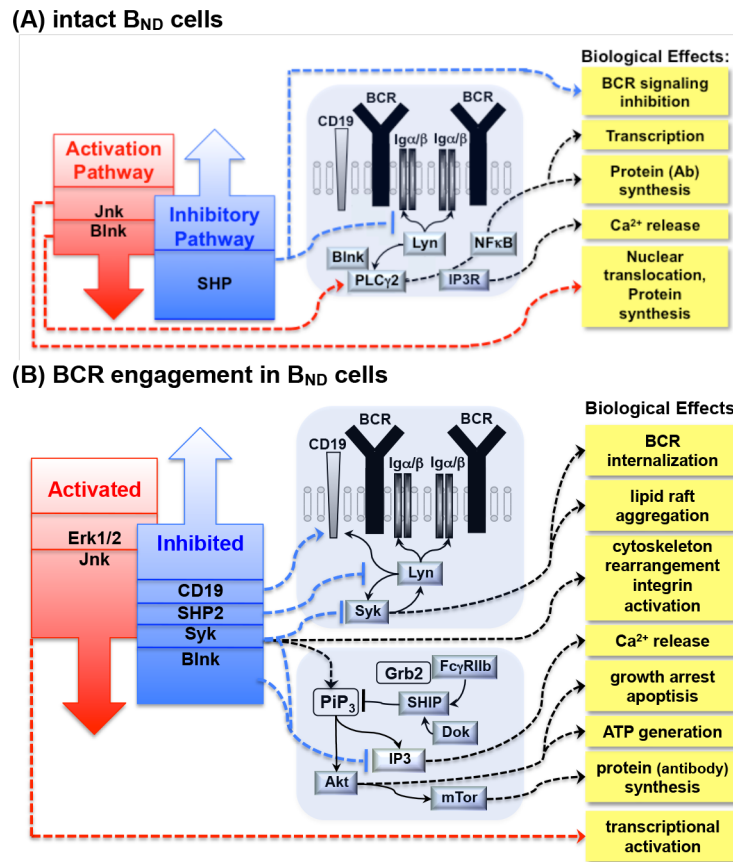 (A) intact BND cells
Biological Effects:
Activation
Pathway
Jnk
Blnk
Inhibitory
Pathway
SHP
BCR
BCR
CD19
Igα/β
Igα/β
Lyn
NFκB
Blnk
PLCγ2
IP3R
BCR signaling
inhibition
Transcription
Protein (Ab)
synthesis
Ca2+ release
Nuclear
translocation,
Protein
synthesis
(B) BCR engagement in BND cells
Biological Effects
Activated
Erk1/2
Jnk
Inhibited
CD19
SHP2
Syk
Blnk
BCR
BCR
CD19
Igα/β
Igα/β
Lyn
Syk
Grb2
FcγRIIb
PiP3
SHIP
Dok
IP3
Akt
mTor
BCR
internalization
lipid raft
aggregation
cytoskeleton
rearrangement
integrin
activation
Ca2+ release
growth arrest
apoptisis
ATP generation
protein (antibody)
synthesis
transcriptional
activation